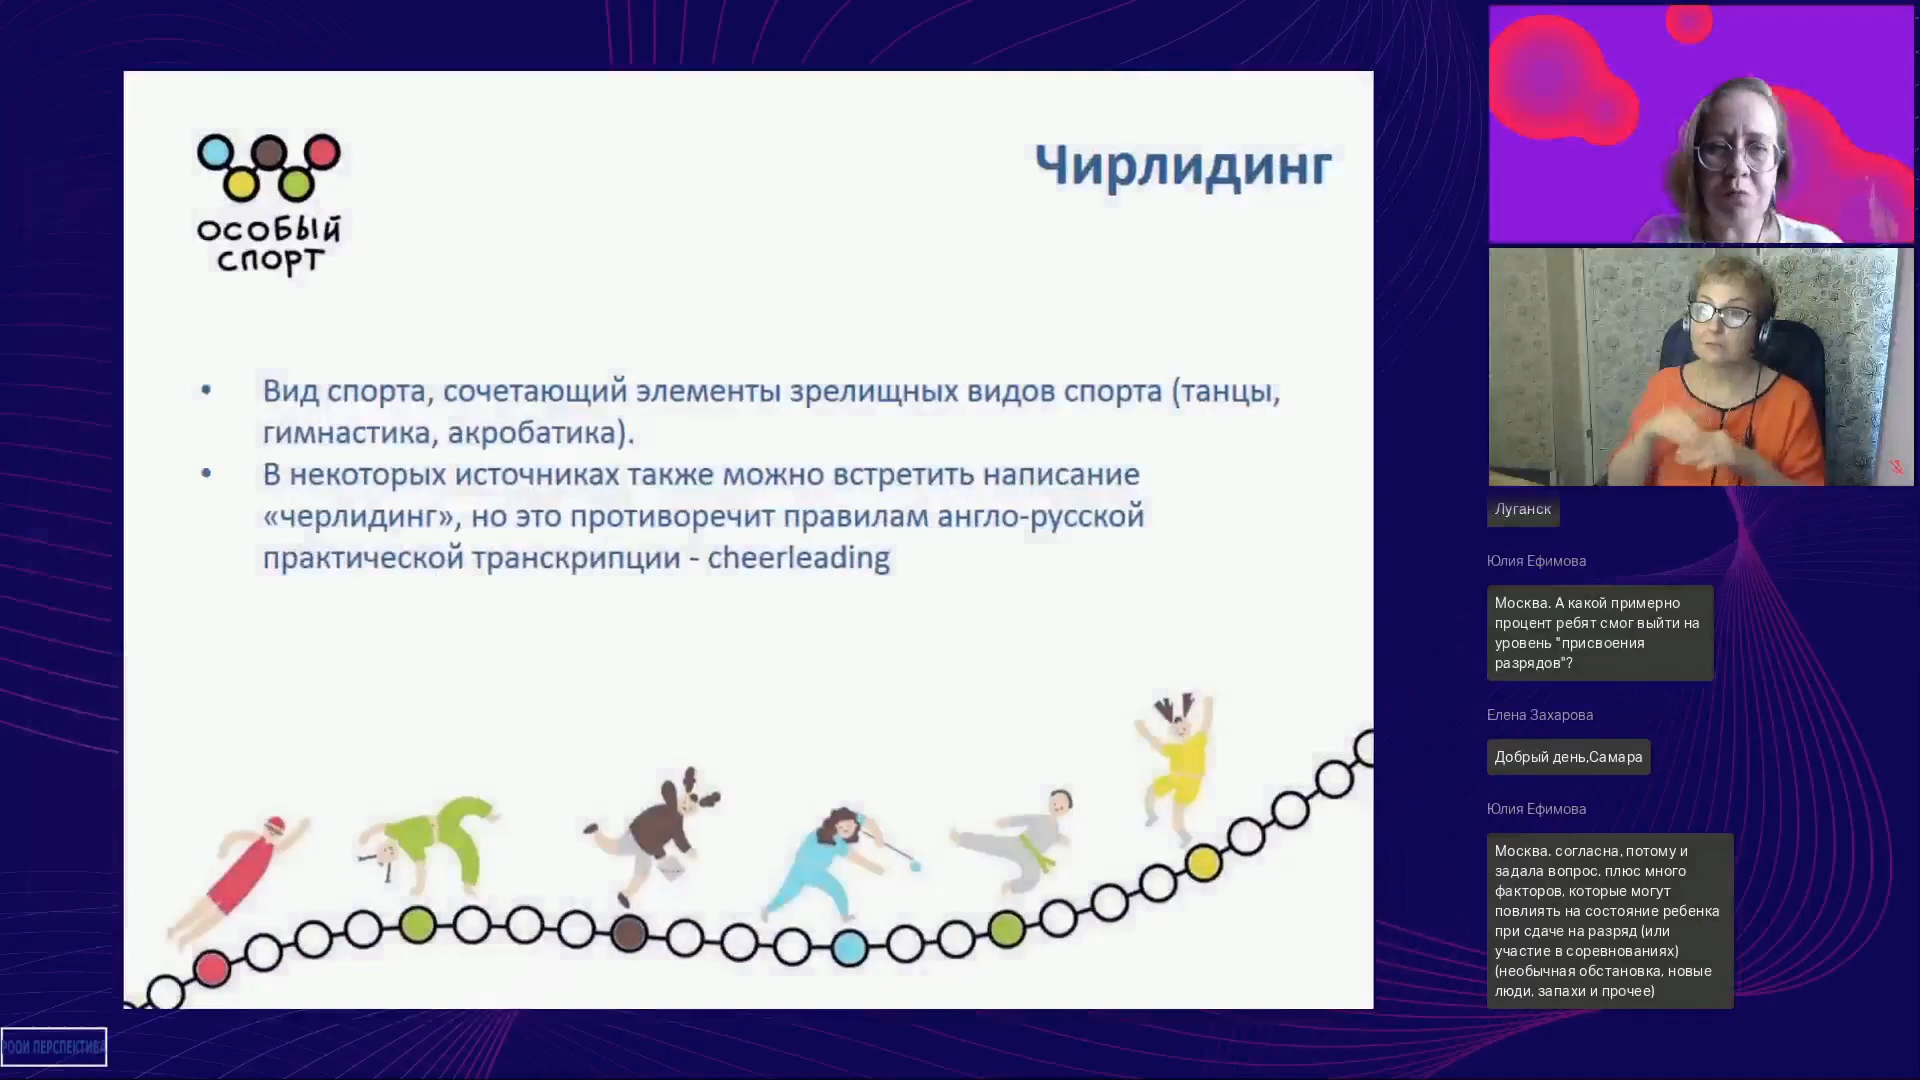 ОСОБЫЙ
СПОРТ
Чирлидинг
• Вид спорта, сочетающий элементы зрелищных видов спорта (танцы,
гимнастика, акробатика).
• В некоторых источниках также можно встретить написание
«черлидинг», но это противоречит правилам англо-русской
практической транскрипции - cheerleading
Луганск
Юлия Ефимова
Москва. А какой примерно
процент ребят смог выйти на
уровень "присвоения
разрядов"?
Елена Захарова
Добрый день,Самара
Юлия Ефимова
Москва. согласна, потому и
задала вопрос. плюс много
факторов, которые могут
повлиять на состояние ребенка
при сдаче на разряд (или
участие в соревнованиях)
(необычная обстановка, новые
люди, запахи и прочее)
РООИ ПЕРСПЕКТИВА